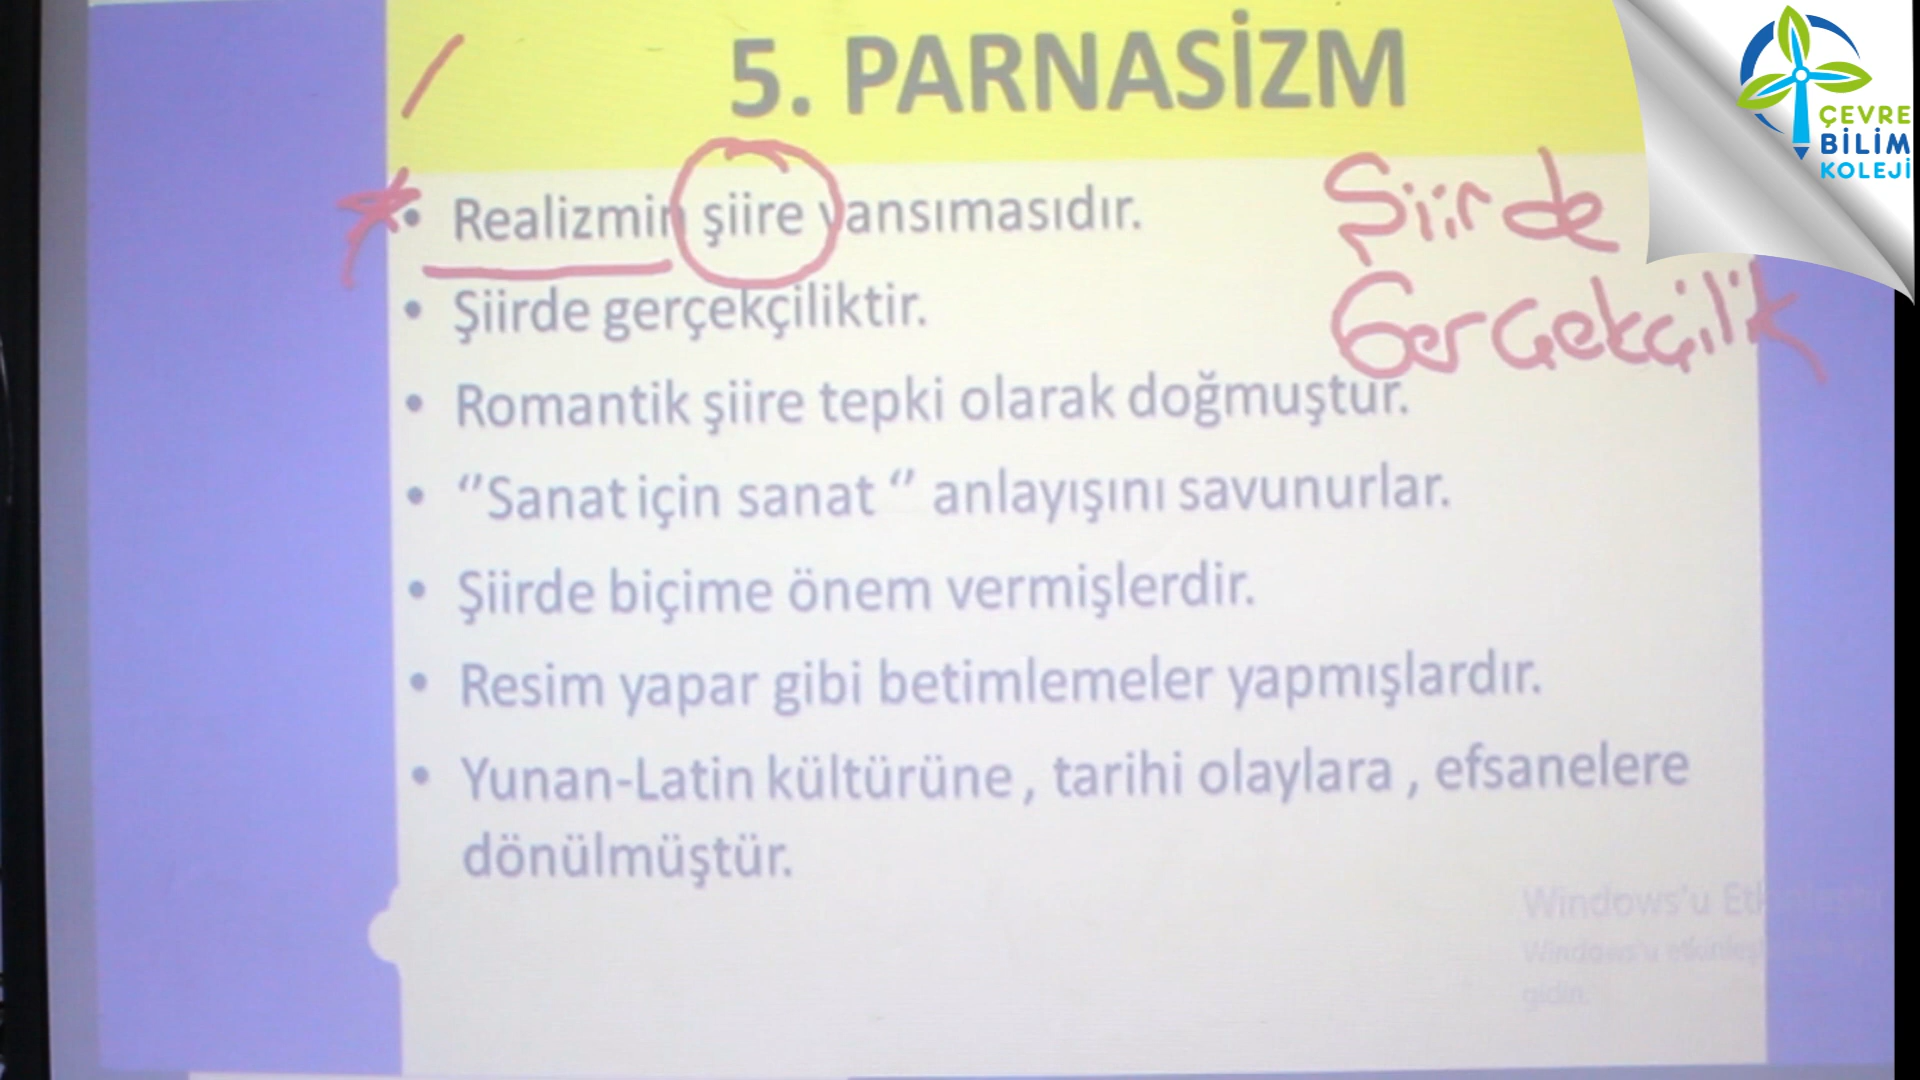 5. PARNASİZM
ÇEVRE
BİLİM
KOLEJİ
• Realizmin şiire yansımasıdır.
Şiirde
Gerçekçilik
• Şiirde gerçekçiliktir.
• Romantik şiire tepki olarak doğmuştur.
• ‘’Sanat için sanat ‘’ anlayışını savunurlar.
• Şiirde biçime önem vermişlerdir.
• Resim yapar gibi betimlemeler yapmışlardır.
• Yunan-Latin kültürüne , tarihi olaylara , efsanelere
dönülmüştür.
Windows'u
Windows'u
gidin.